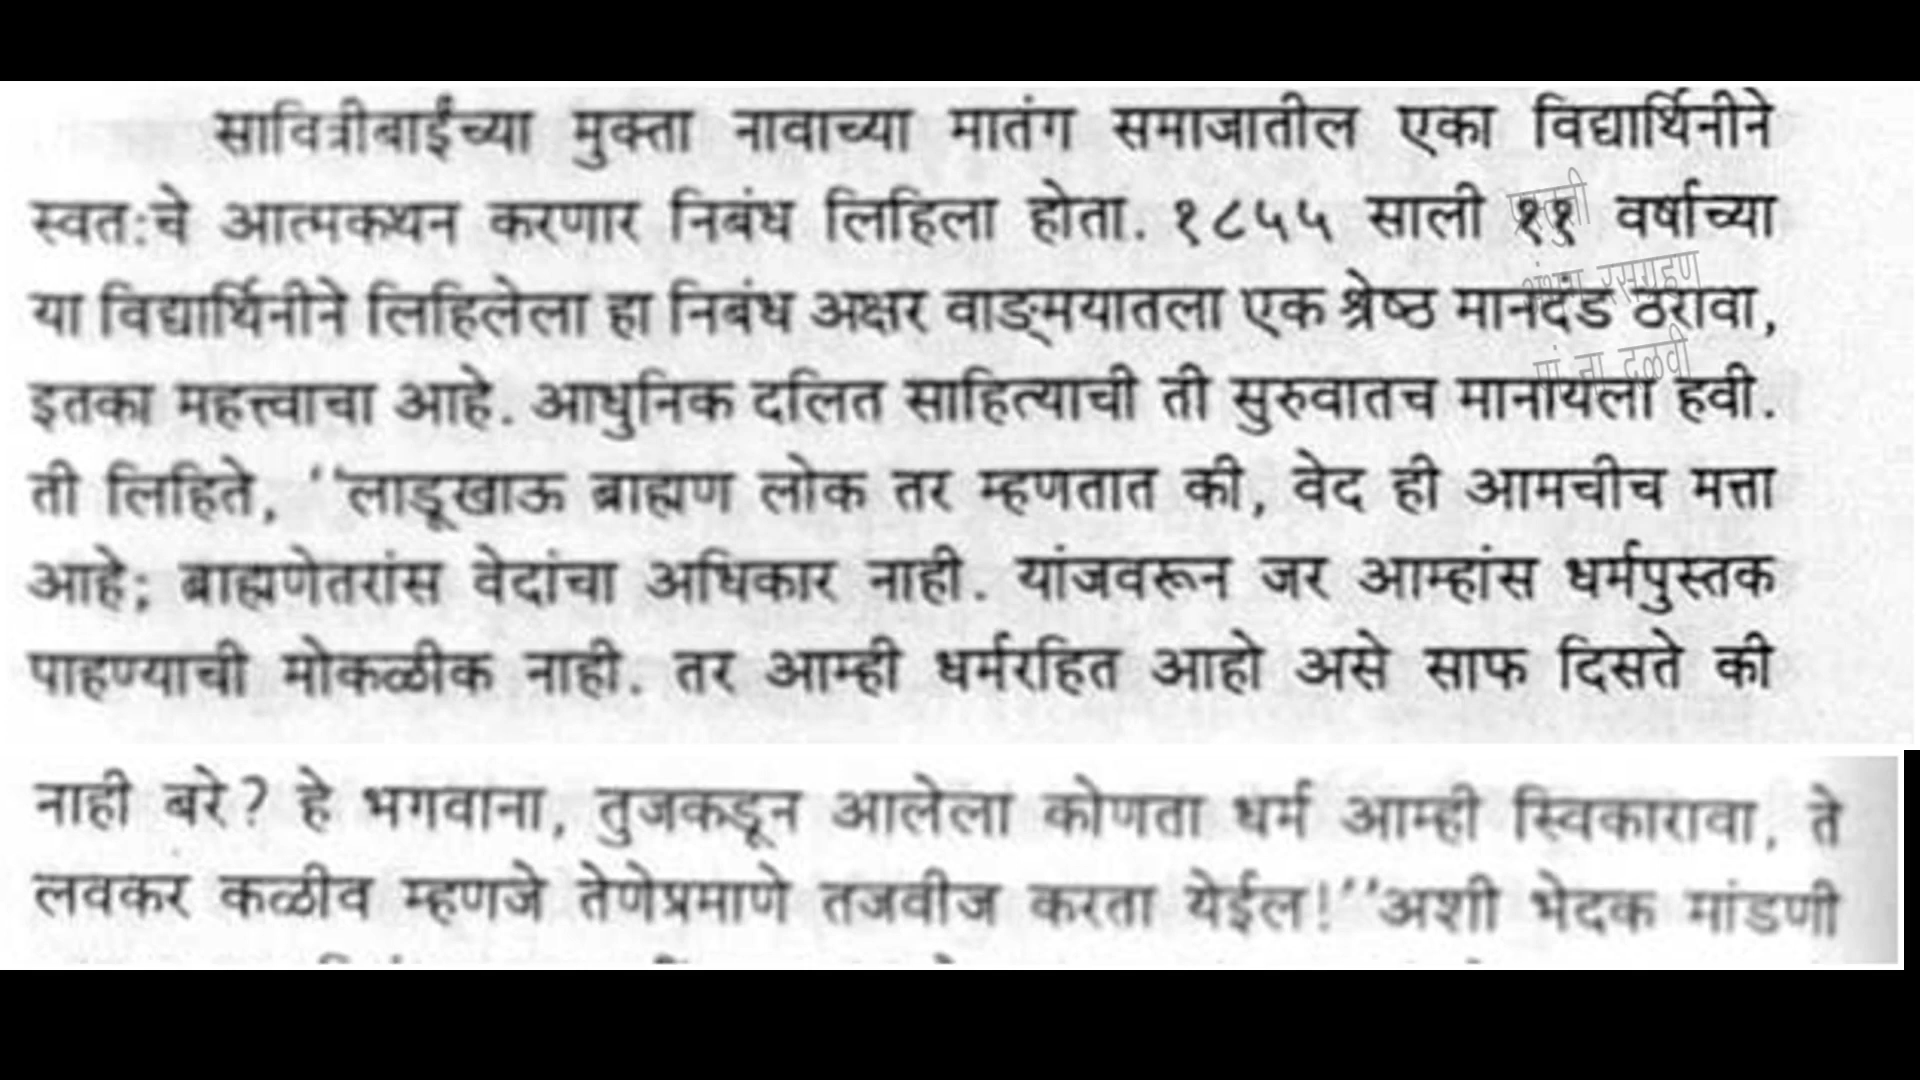 सावित्रीबाईंच्या मुक्ता नावाच्या मातंग समाजातील एका विद्यार्थिनीने
स्वत:चे आत्मकथन करणार निबंध लिहिला होता. १८५५ साली ११ वर्षाच्या
या विद्यार्थिनीने लिहिलेला हा निबंध अक्षर वाङ्मयातला एक श्रेष्ठ मानदंड ठरावा,
इतका महत्त्वाचा आहे. आधुनिक दलित साहित्याची ती सुरुवातच मानायला हवी.
ती लिहिते, ‘‘लाडूखाऊ ब्राह्मण लोक तर म्हणतात की, वेद ही आमचीच मत्ता
आहे; ब्राह्मणेतरांस वेदांचा अधिकार नाही. यांजवरून जर आम्हांस धर्मपुस्तक
पाहण्याची मोकळीक नाही. तर आम्ही धर्मरहित आहो असे साफ दिसते की
नाही बरे? हे भगवाना, तुजकडून आलेला कोणता धर्म आम्ही स्विकारावा, ते
लवकर कळीव म्हणजे तेणेप्रमाणे तजवीज करता येईल!’’अशी भेदक मांडणी
रसग्रहण
दळवी